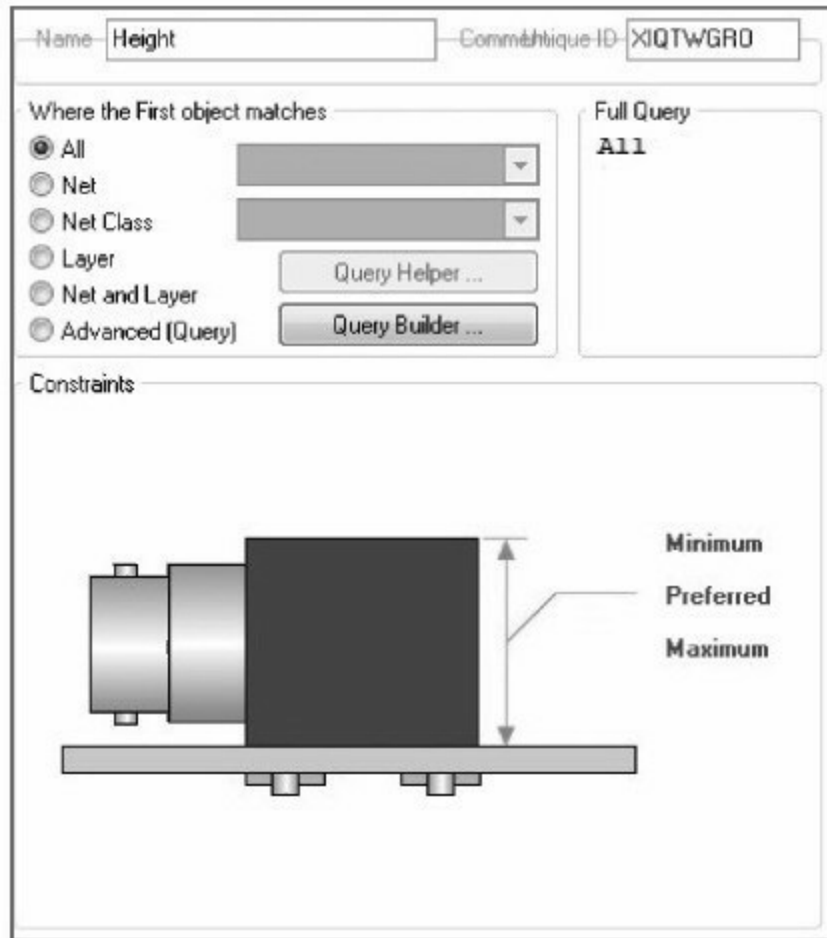 Name Height Comment Unique ID XIQTWGRO
Where the First object matches
Full Query
All
All
Net
Net Class
Layer
Net and Layer
Advanced (Query)
Query Helper ...
Query Builder ...
Constraints
Minimum
Preferred
Maximum